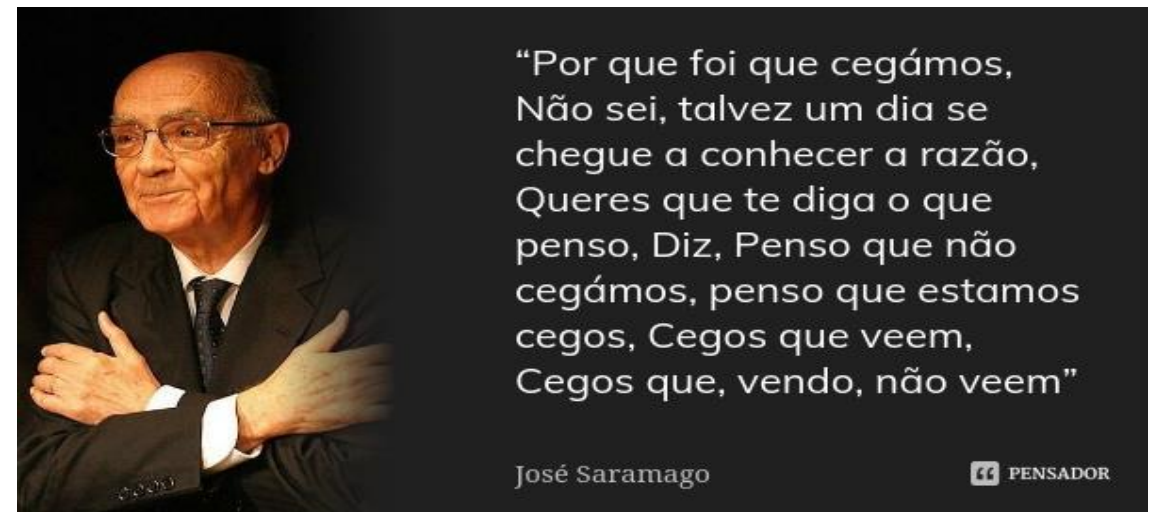 “Por que foi que cegámos,
Não sei, talvez um dia se
chegue a conhecer a razão,
Queres que te diga o que
penso, Diz, Penso que não
cegámos, penso que estamos
cegos, Cegos que veem,
Cegos que, vendo, não veem”
José Saramago
PENSADOR